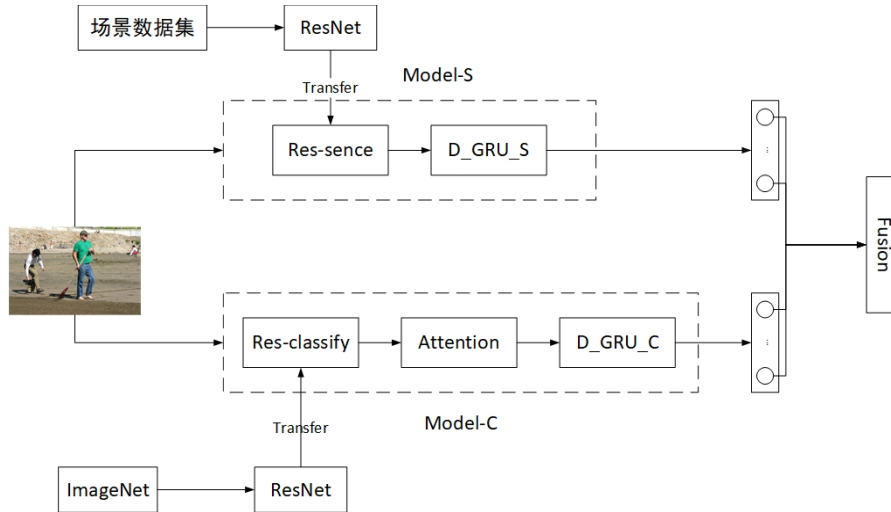 场景数据集
ResNet
Transfer
Model-S
Res-sence
D_GRU_S
Fusion
Res-classify
Attention
D_GRU_C
Transfer
Model-C
ImageNet
ResNet